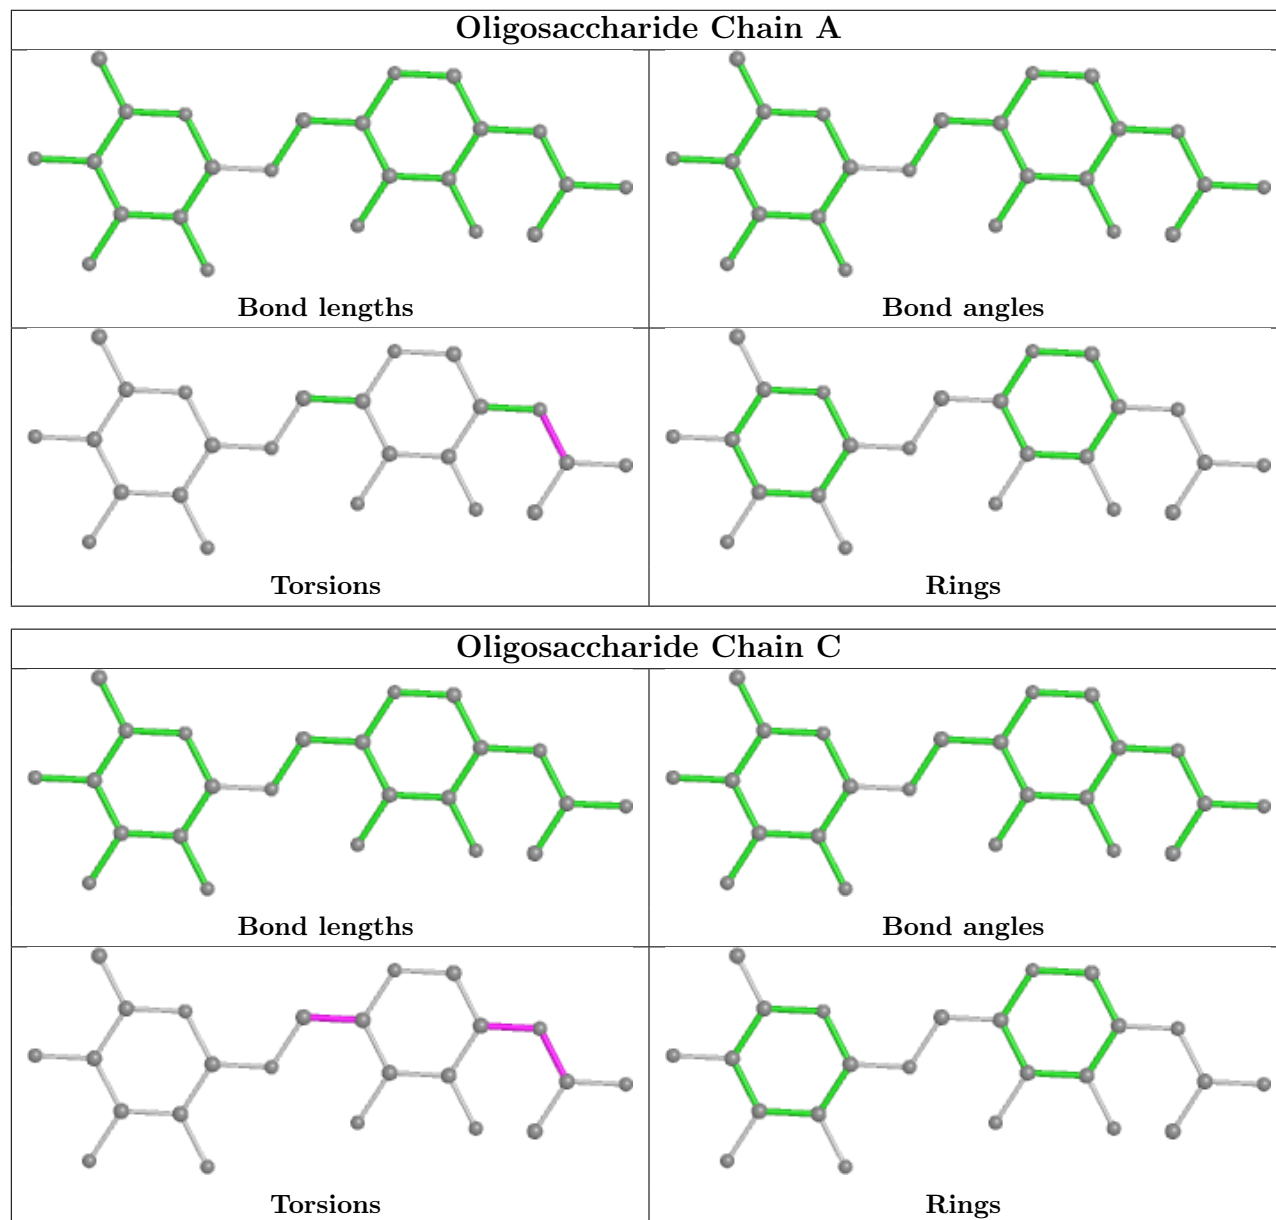 Oligosaccharide Chain A
Bond lengths
Bond angles
Torsions
Rings
Oligosaccharide Chain C
Bond lengths
Bond angles
Torsions
Rings